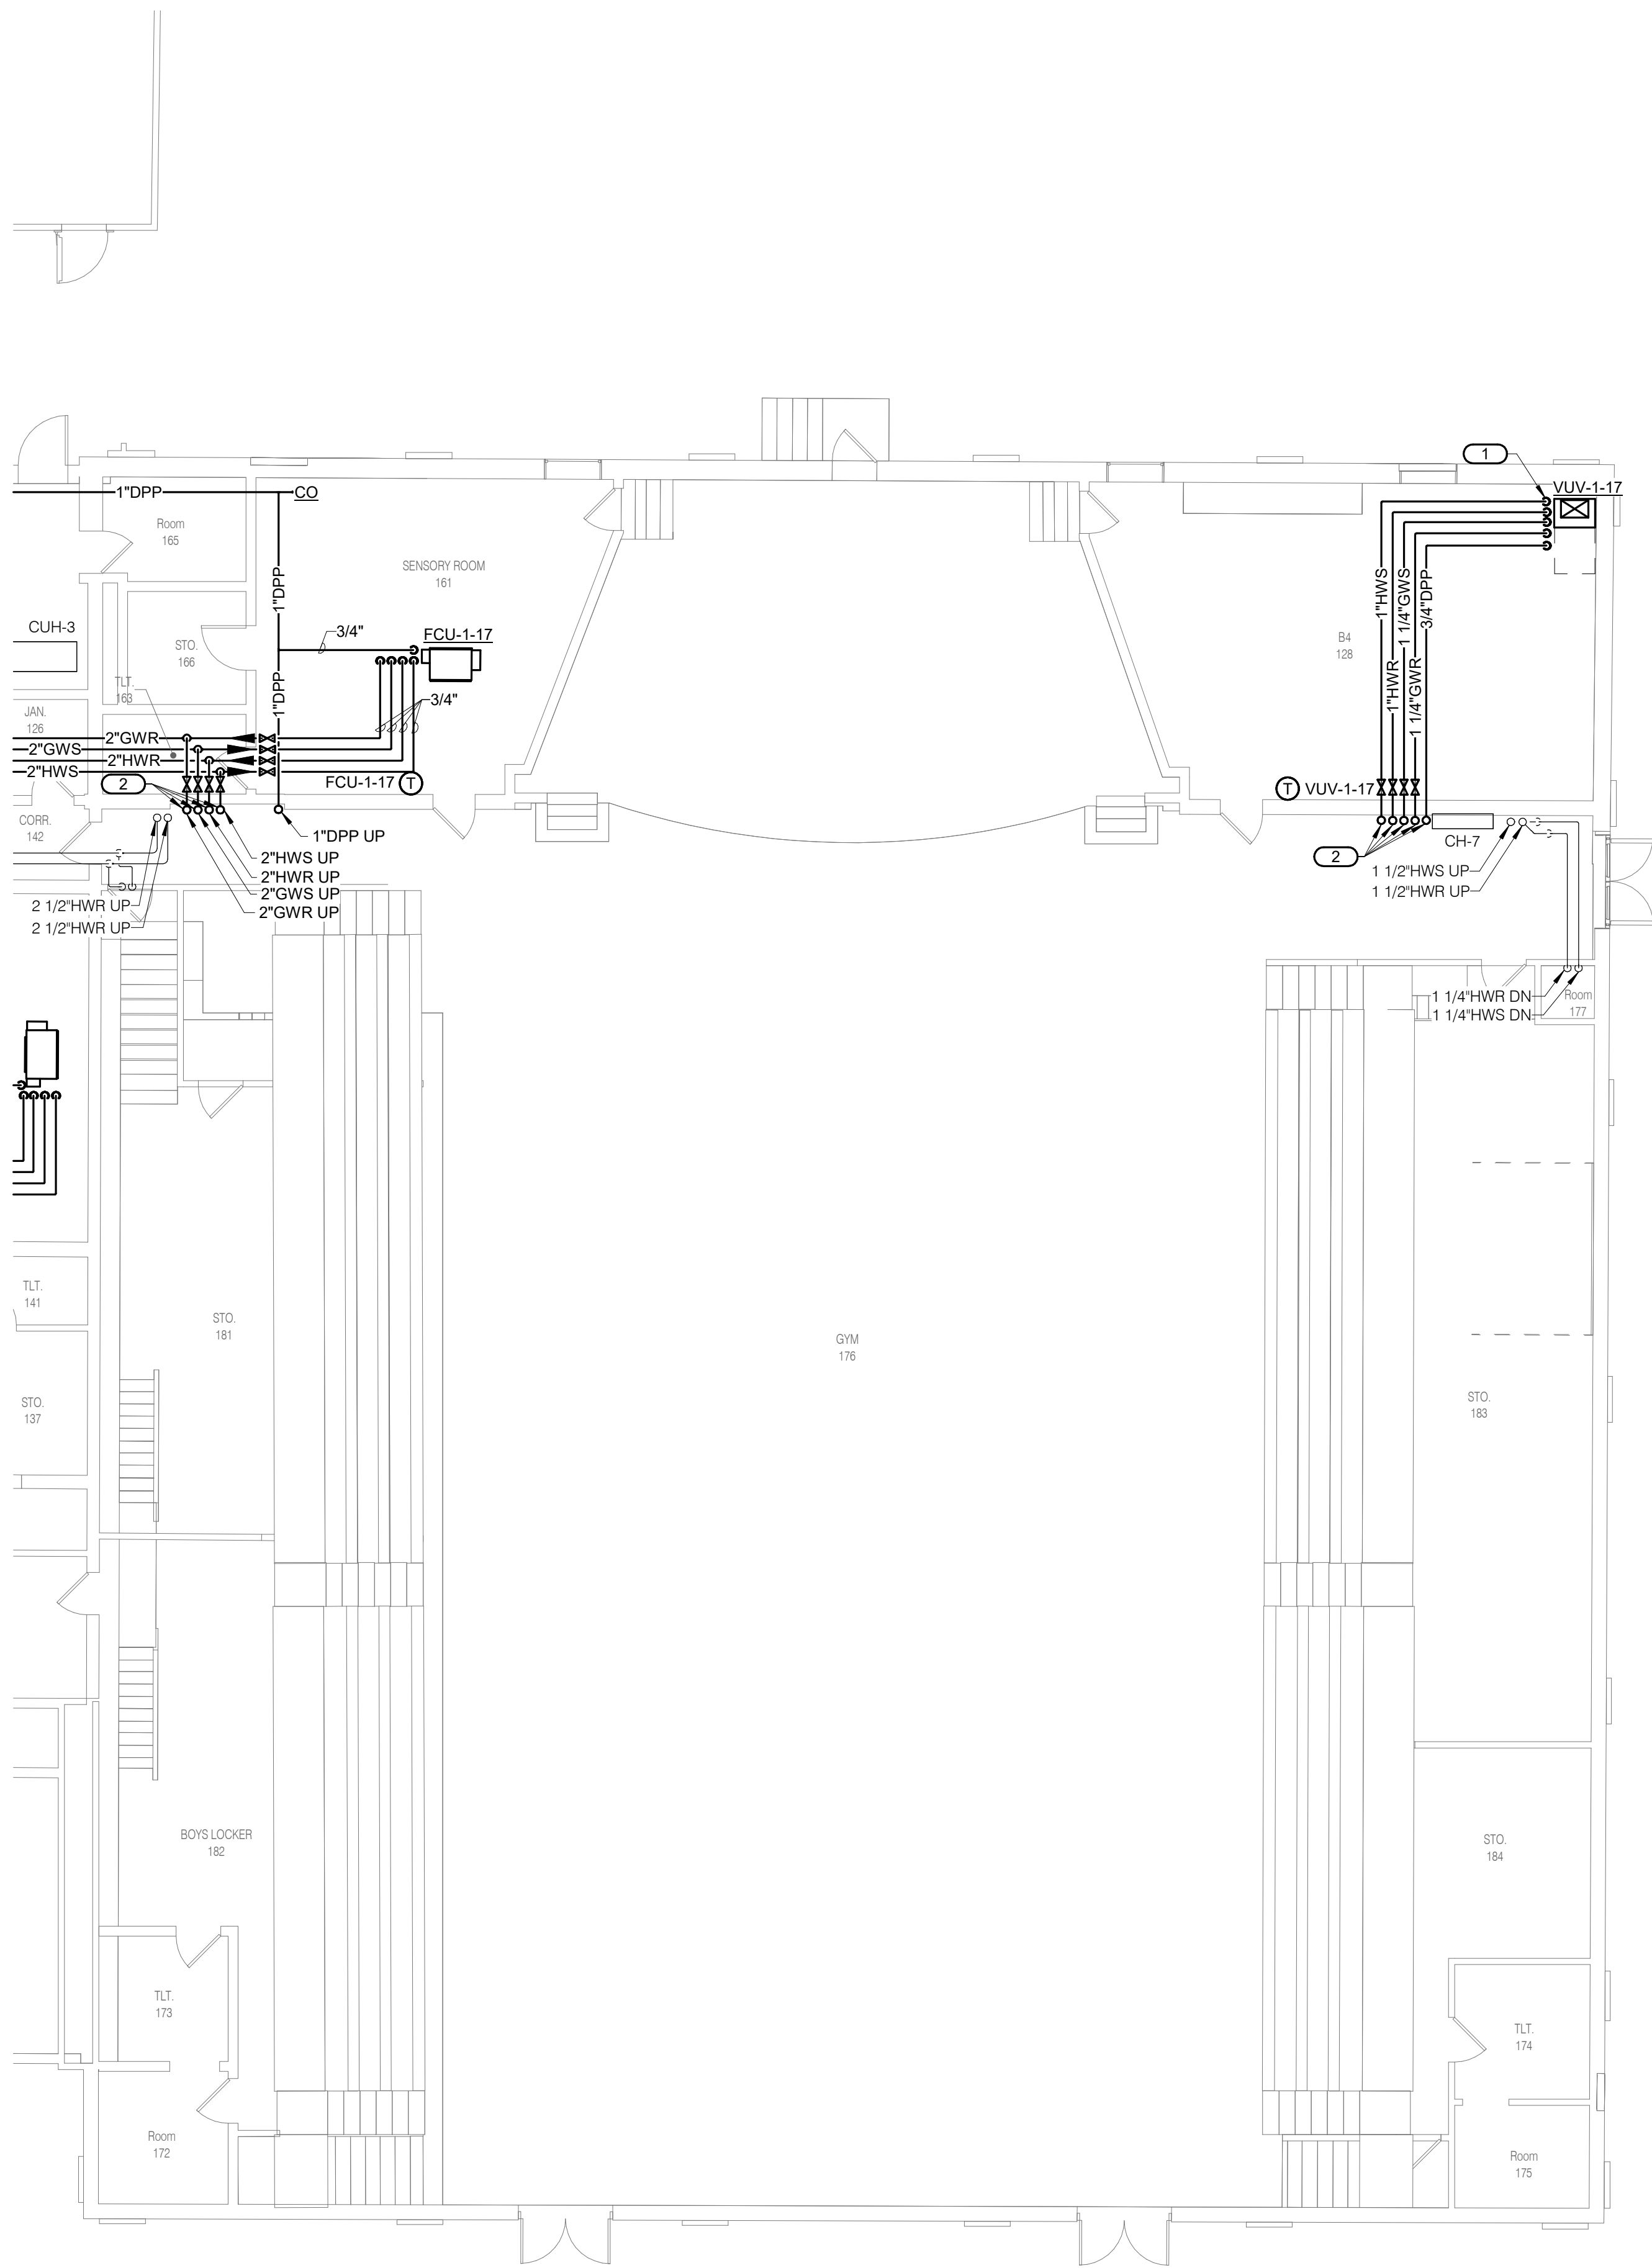 1
VUV-1-17
1"DPP
CO
Room
165
SENSORY ROOM
161
1"DPP
1"HWS
1"HWR
1 1/4"GWS
1 1/4"GWR
3/4"DPP
CUH-3
STO.
166
3/4"
FCU-1-17
B4
128
TLT.
163
1"DPP
3/4"
JAN.
126
2"GWR
2"GWS
2"HWR
2"HWS
2
FCU-1-17
T
T
VUV-1-17
CORR.
142
1"DPP UP
2"HWS UP
2"HWR UP
2"GWS UP
2"GWR UP
2 1/2"HWR UP
2 1/2"HWR UP
CH-7
2
1 1/2"HWS UP
1 1/2"HWR UP
1 1/4"HWR DN
1 1/4"HWS DN
Room
177
TLT.
141
STO.
181
GYM
176
STO.
137
STO.
183
BOYS LOCKER
182
STO.
184
TLT.
173
TLT.
174
Room
172
Room
175